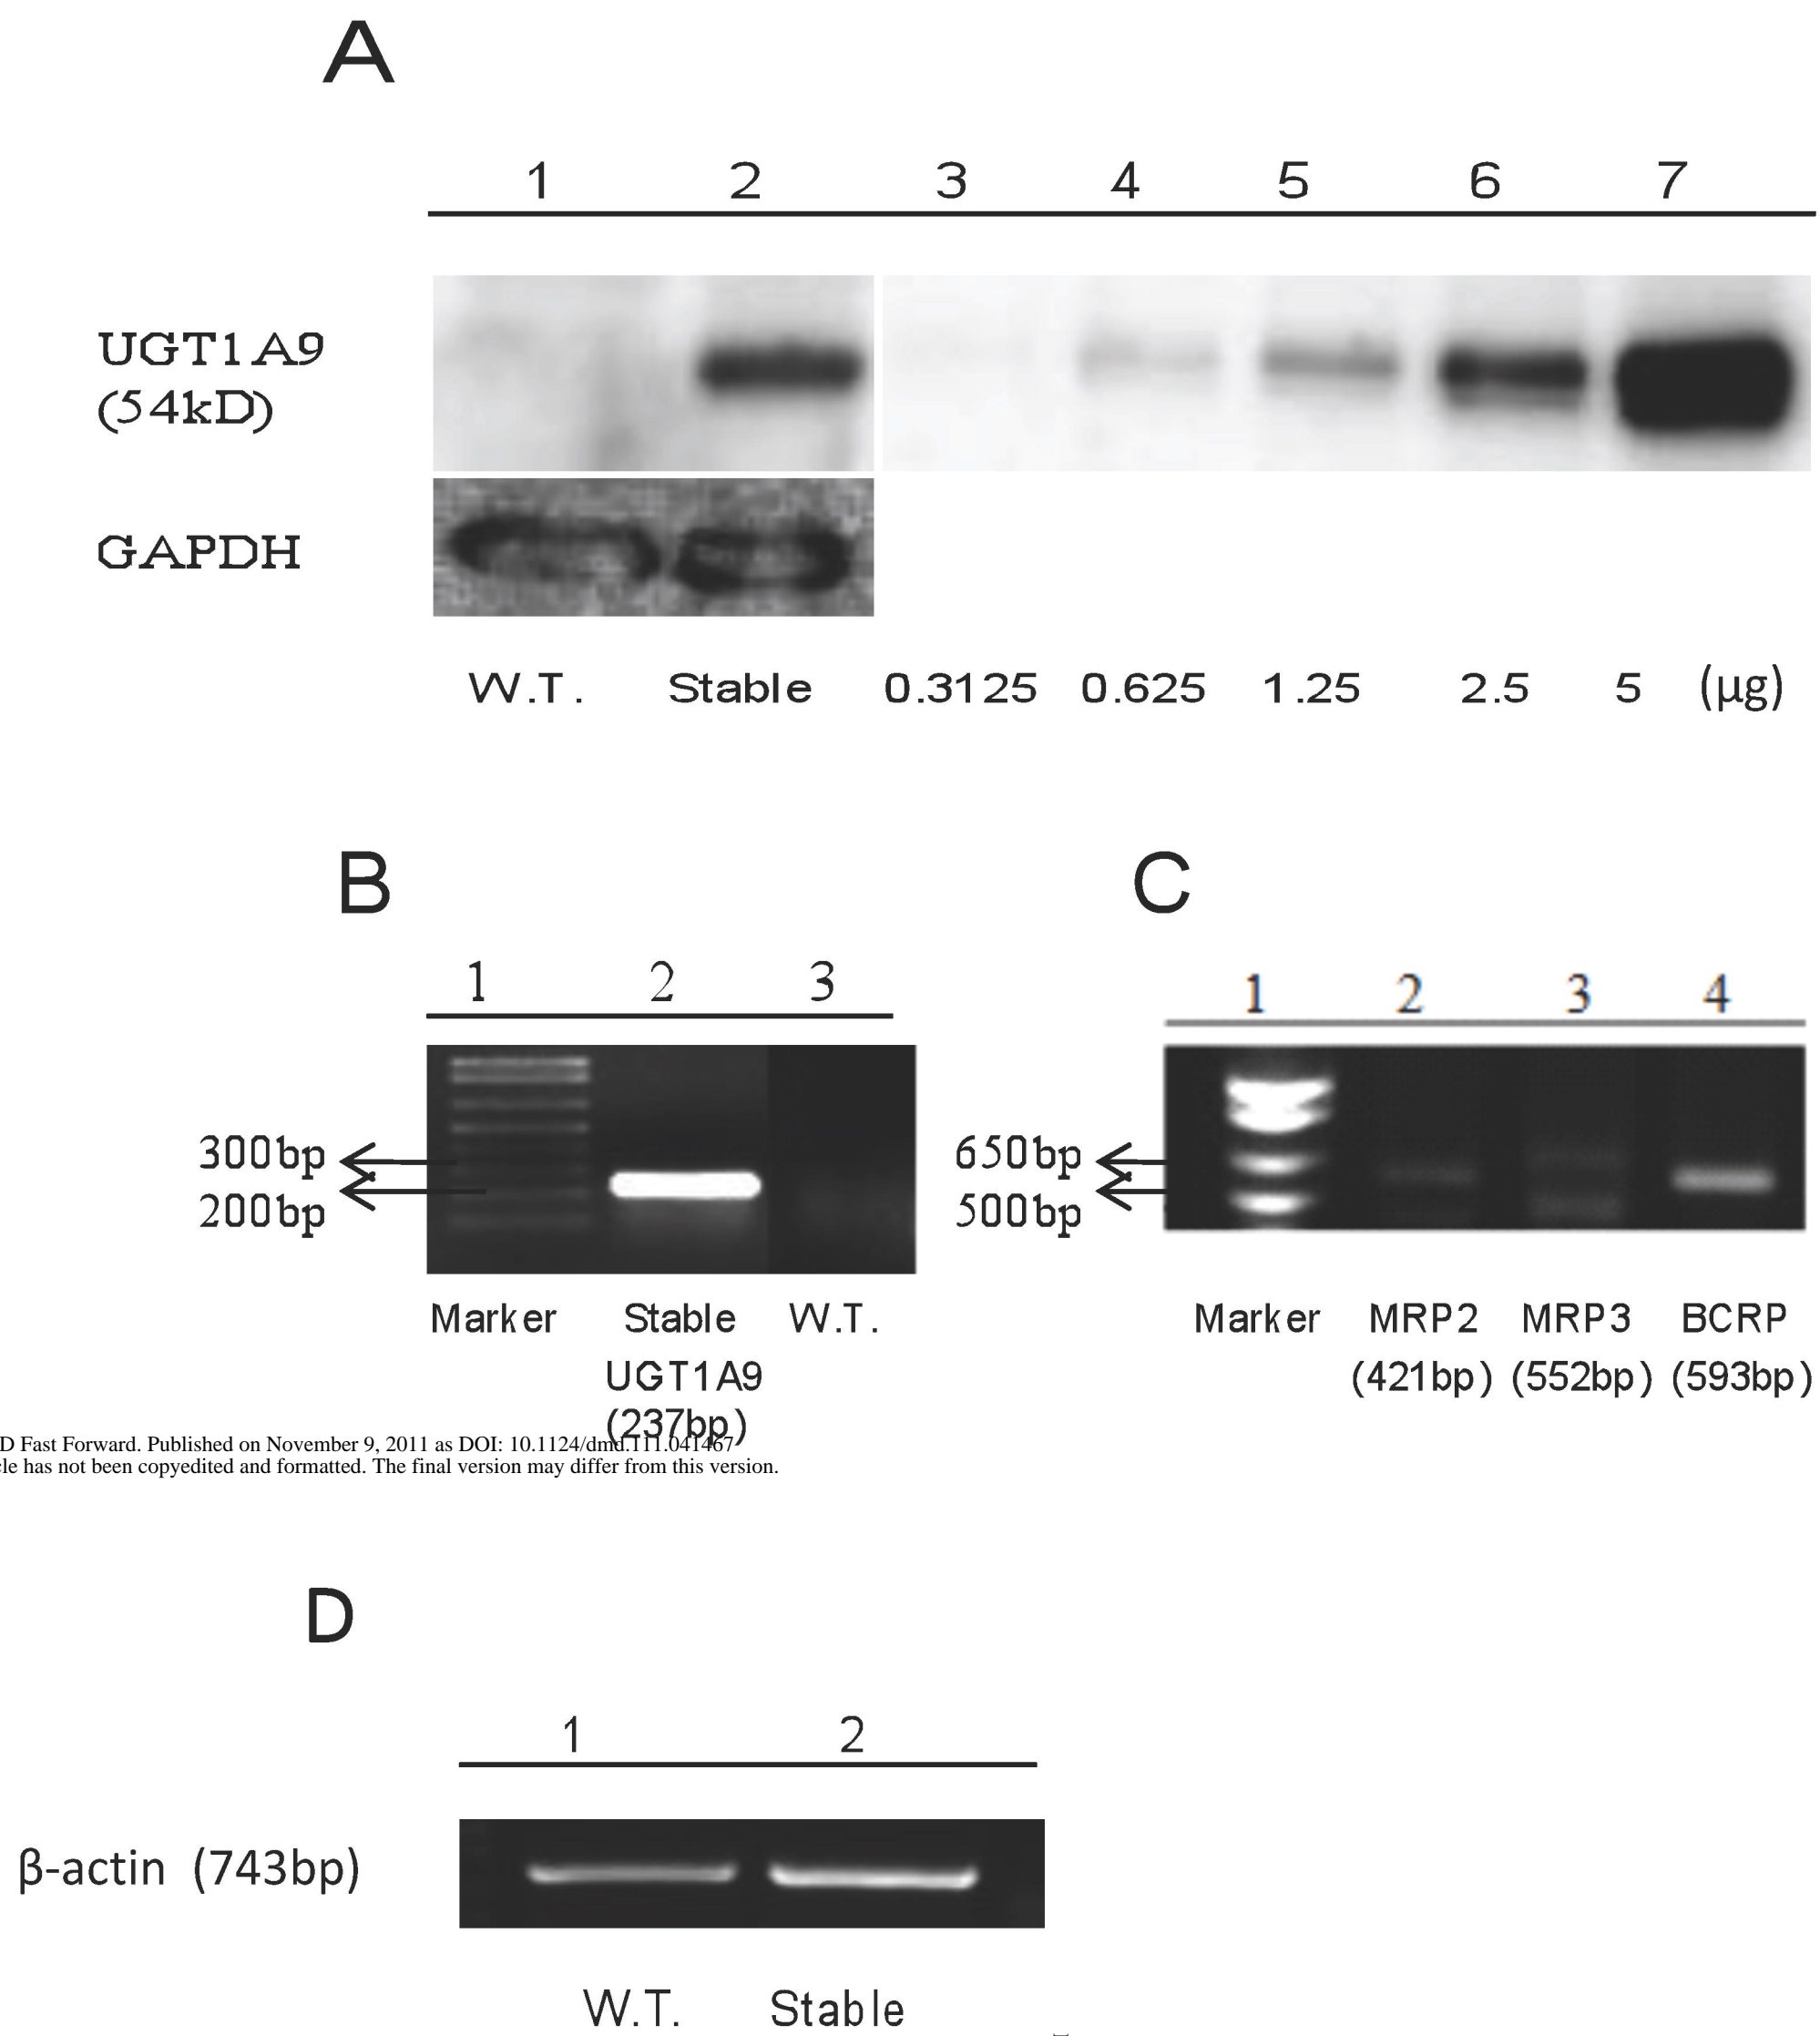 A
1 2 3 4 5 6 7
UGT1A9
(54kD)
GAPDH
W.T. Stable 0.3125 0.625 1.25 2.5 5 (µg)
B
1 2 3
300bp
200bp
Marker Stable W.T.
UGT1A9
(237bp)
C
1 2 3 4
650bp
500bp
Marker MRP2 MRP3 BCRP
(421bp) (552bp) (593bp)
D Fast Forward. Published on November 9, 2011 as DOI: 10.1124/dmd.111.041467
le has not been copyedited and formatted. The final version may differ from this version.
D
1 2
β-actin (743bp)
W.T. Stable